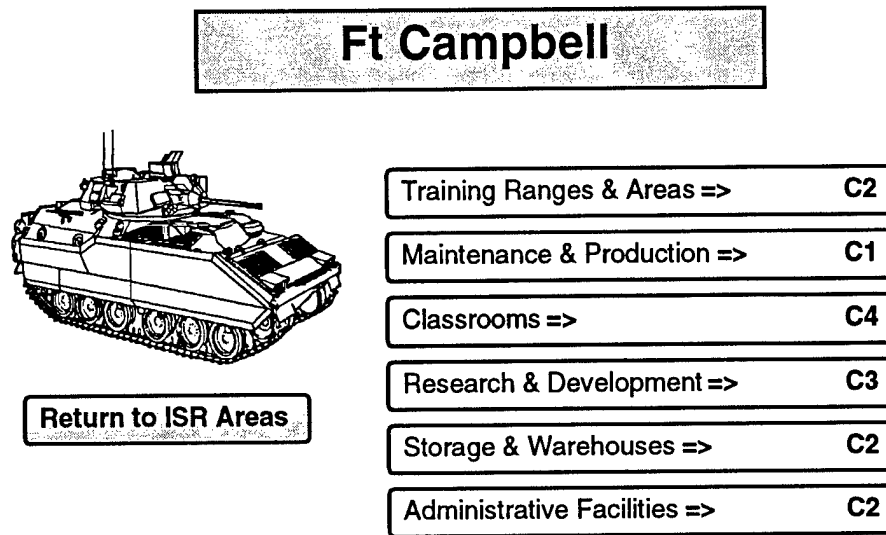 Ft Campbell
Training Ranges & Areas => C2
Maintenance & Production => C1
Classrooms => C4
Research & Development => C3
Storage & Warehouses => C2
Administrative Facilities => C2
Return to ISR Areas